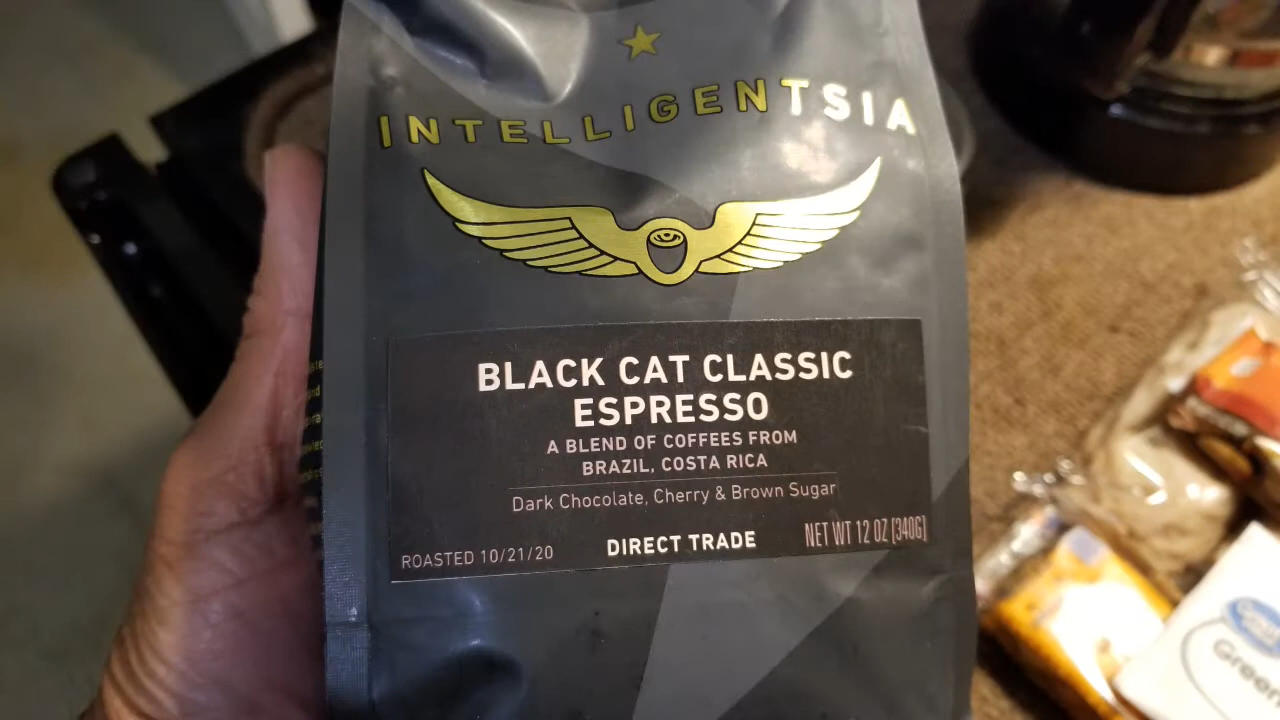 INTELLIGENTSIA
BLACK CAT CLASSIC
ESPRESSO
A BLEND OF COFFEES FROM
BRAZIL, COSTA RICA
Dark Chocolate, Cherry & Brown Sugar
ROASTED 10/21/20
DIRECT TRADE
NET WT 12 OZ [340G]
Green